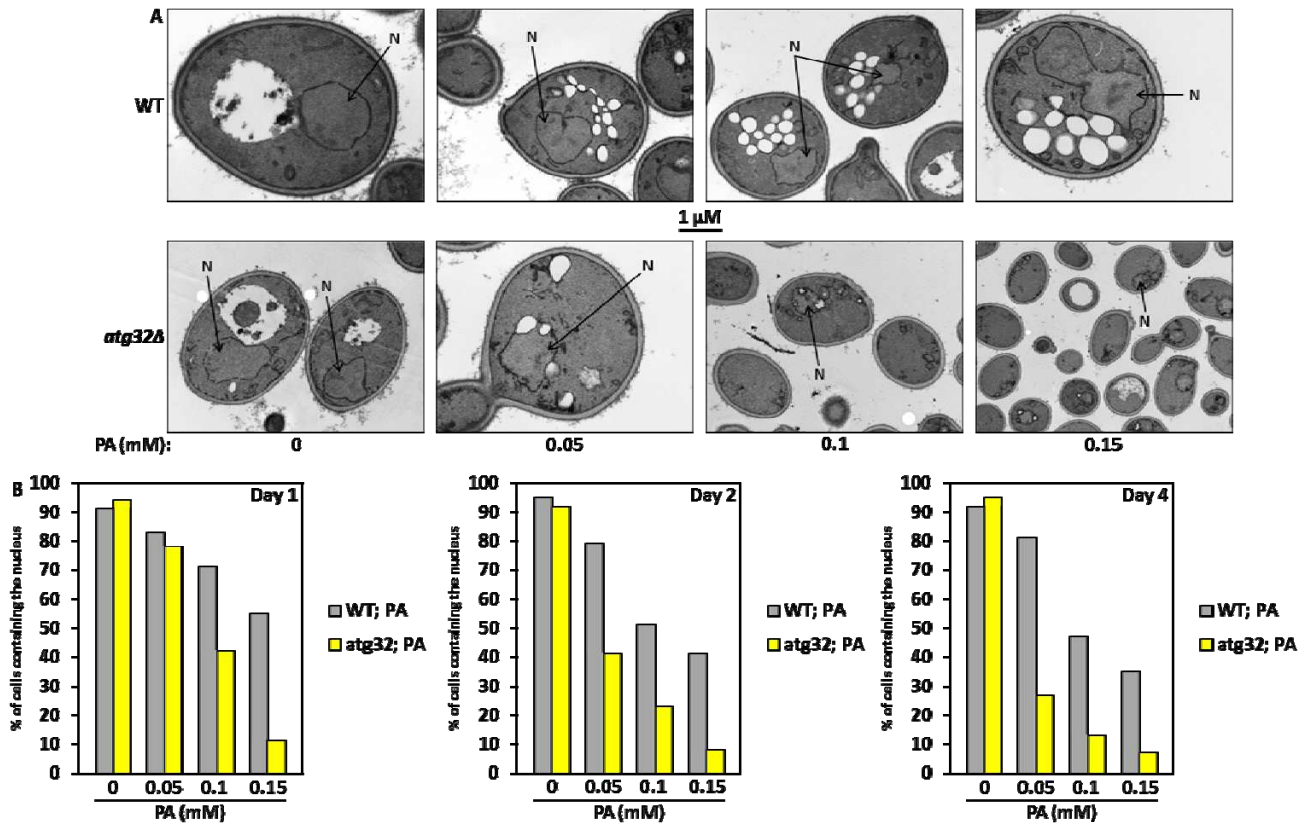 A
WT
N
N
N
N
1 µM
atg32Δ
N
N
N
N
N
PA (mM):
0
0.05
0.1
0.15
B
% of cells containing the nucleus
100
90
80
70
60
50
40
30
20
10
0
Day 1
0 0.05 0.1 0.15
PA (mM)
WT; PA
atg32; PA
% of cells containing the nucleus
100
90
80
70
60
50
40
30
20
10
0
Day 2
0 0.05 0.1 0.15
PA (mM)
WT; PA
atg32; PA
% of cells containing the nucleus
100
90
80
70
60
50
40
30
20
10
0
Day 4
0 0.05 0.1 0.15
PA (mM)
WT; PA
atg32; PA